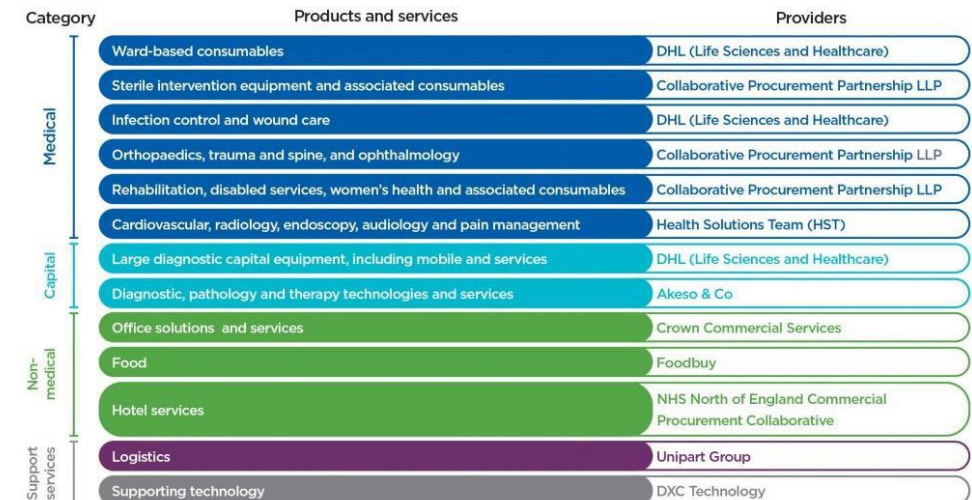 Category Products and services Providers
Medical
Ward-based consumables DHL (Life Sciences and Healthcare)
Sterile intervention equipment and associated consumables Collaborative Procurement Partnership LLP
Infection control and wound care DHL (Life Sciences and Healthcare)
Orthopaedics, trauma and spine, and ophthalmology Collaborative Procurement Partnership LLP
Rehabilitation, disabled services, women's health and associated consumables Collaborative Procurement Partnership LLP
Cardiovascular, radiology, endoscopy, audiology and pain management Health Solutions Team (HST)
Capital
Large diagnostic capital equipment, including mobile and services DHL (Life Sciences and Healthcare)
Diagnostic, pathology and therapy technologies and services Akeso & Co
Non-
medical
Office solutions and services Crown Commercial Services
Food Foodbuy
Hotel services NHS North of England Commercial
Procurement Collaborative
Support
services
Logistics Unipart Group
Supporting technology DXC Technology